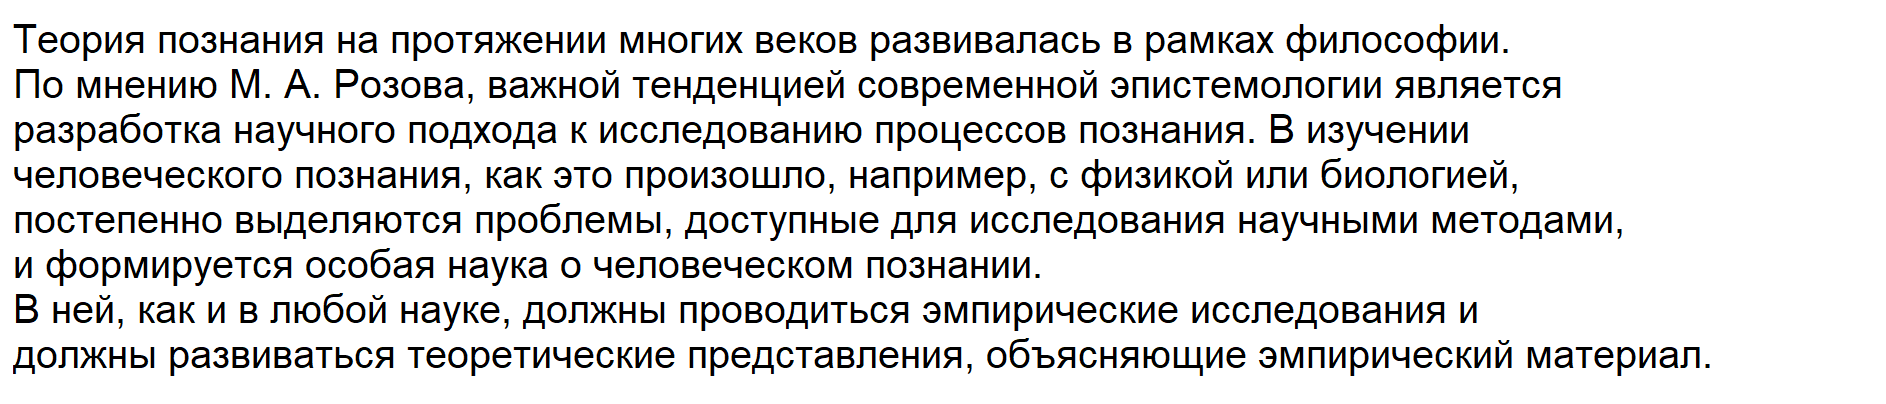 Теория познания на протяжении многих веков развивалась в рамках философии.
По мнению М. А. Розова, важной тенденцией современной эпистемологии является
разработка научного подхода к исследованию процессов познания. В изучении
человеческого познания, как это произошло, например, с физикой или биологией,
постепенно выделяются проблемы, доступные для исследования научными методами,
и формируется особая наука о человеческом познании.
В ней, как и в любой науке, должны проводиться эмпирические исследования и
должны развиваться теоретические представления, объясняющие эмпирический материал.